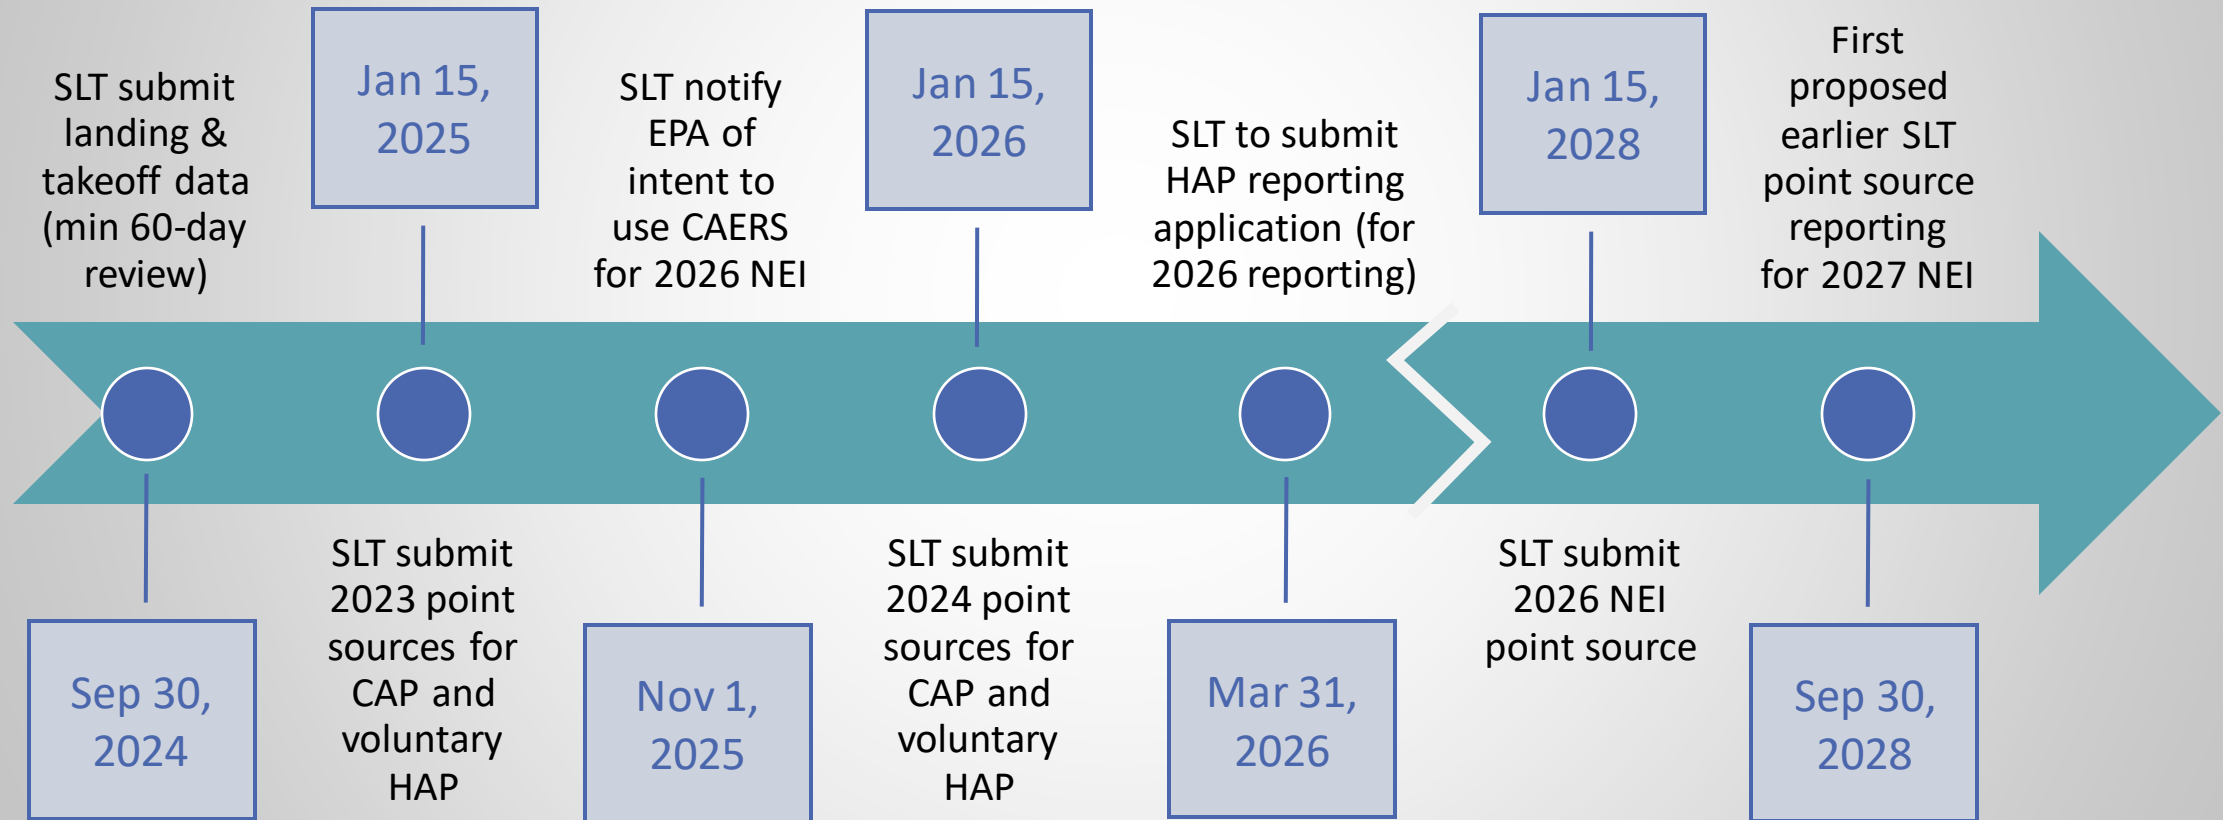 SLT submit
landing &
takeoff data
(min 60-day
review)
Sep 30,
2024
Jan 15,
2025
SLT submit
2023 point
sources for
CAP and
voluntary
HAP
SLT notify
EPA of
intent to
use CAERS
for 2026 NEI
Nov 1,
2025
Jan 15,
2026
SLT submit
2024 point
sources for
CAP and
voluntary
HAP
SLT to submit
HAP reporting
application (for
2026 reporting)
Mar 31,
2026
Jan 15,
2028
SLT submit
2026 NEI
point source
First
proposed
earlier SLT
point source
reporting
for 2027 NEI
Sep 30,
2028